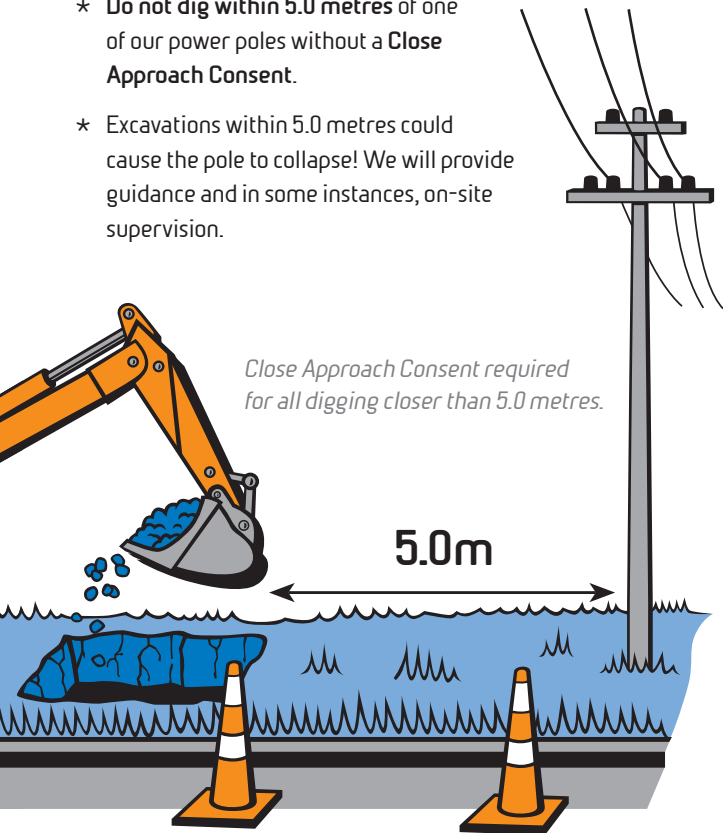 * Do not dig within 5.0 metres of one
of our power poles without a Close
Approach Consent.
* Excavations within 5.0 metres could
cause the pole to collapse! We will provide
guidance and in some instances, on-site
supervision.
Close Approach Consent required
for all digging closer than 5.0 metres.
5.0m